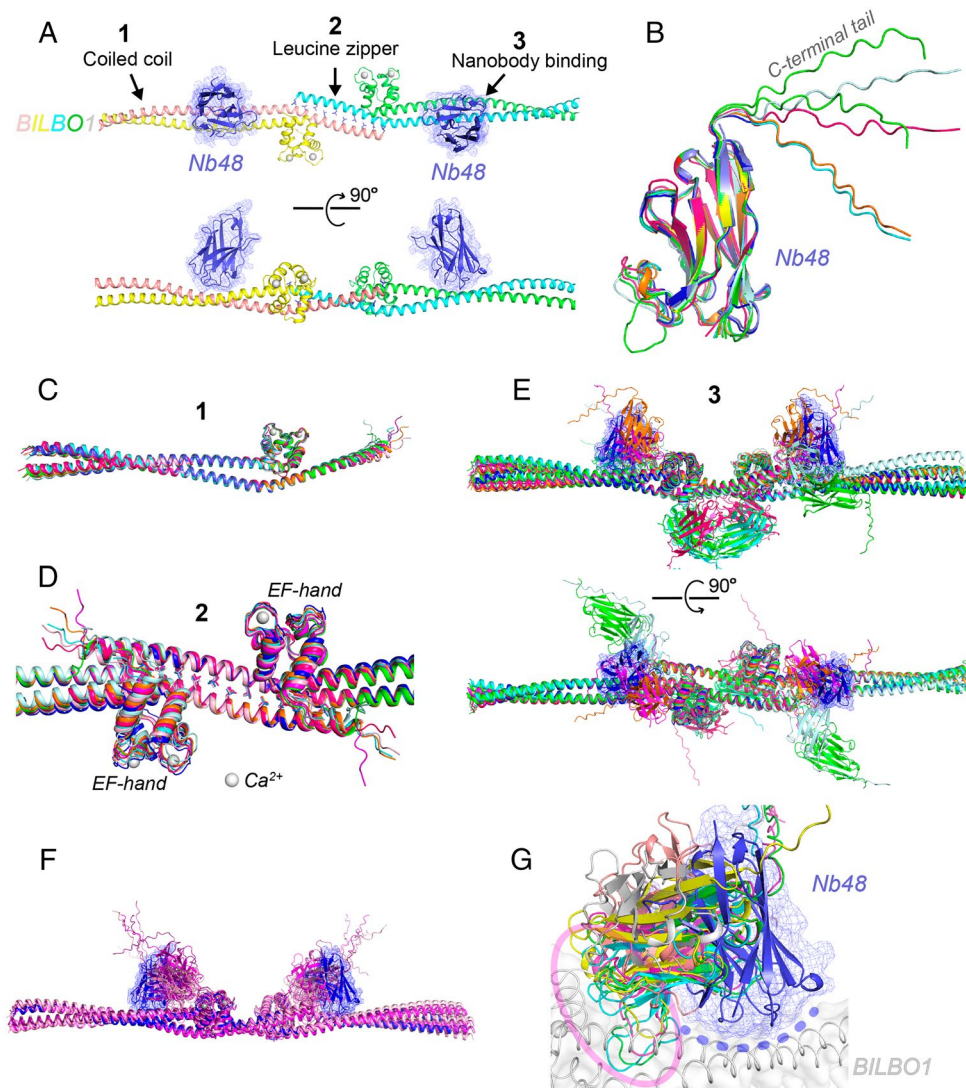 A
1
Coiled coil
2
Leucine zipper
3
Nanobody binding
BILBO1
Nb48
Nb48
90°
B
C-terminal tail
Nb48
C
1
D
2
EF-hand
EF-hand
Ca²⁺
E
3
90°
F
G
Nb48
BILBO1